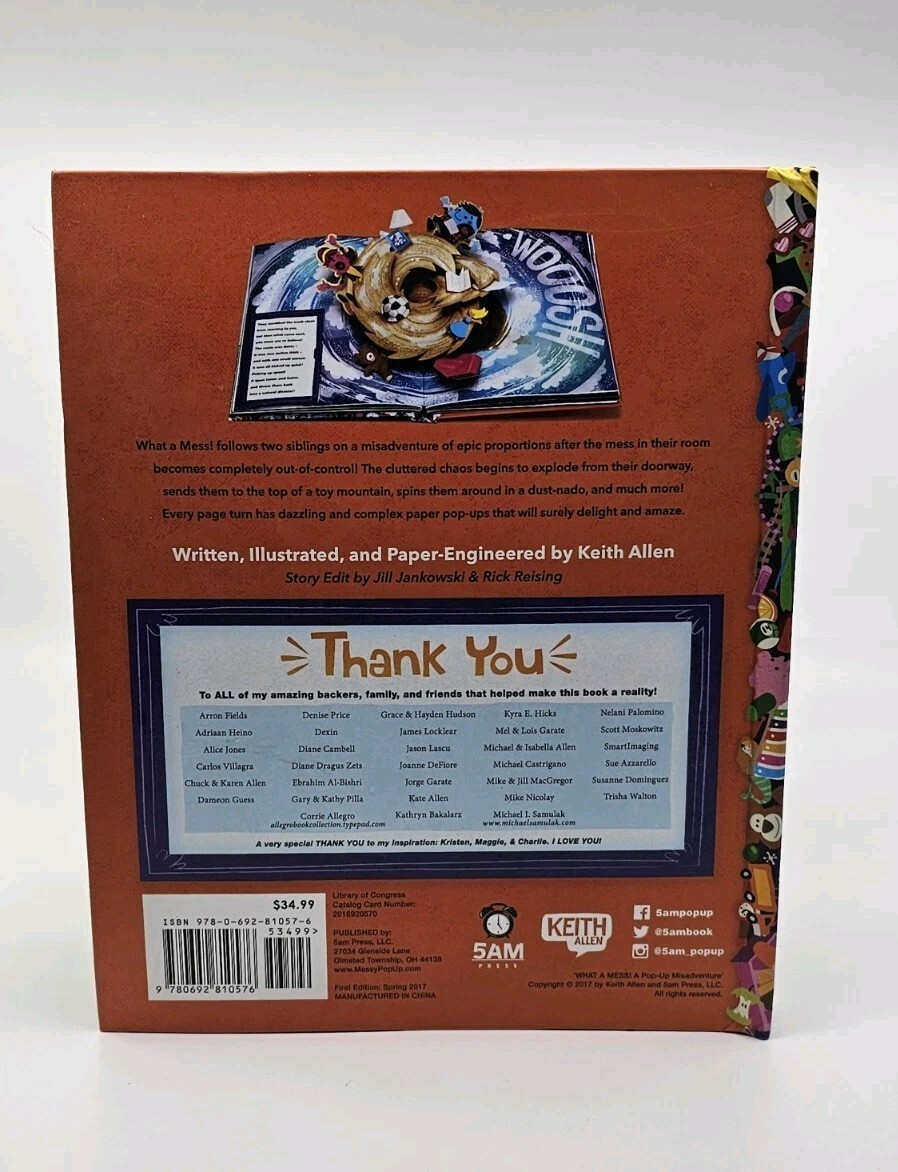 WOOOSH
They tumbled the trash clean
What a Mess! follows two siblings on a misadventure of epic proportions after the mess in their room
becomes completely out-of-control! The cluttered chaos begins to explode from their doorway,
sends them to the top of a toy mountain, spins them around in a dust-nado, and much more!
Every page turn has dazzling and complex paper pop-ups that will surely delight and amaze.
Written, Illustrated, and Paper-Engineered by Keith Allen
Story Edit by Jill Jankowski & Rick Reising
Thank You
To ALL of my amazing backers, family, and friends that helped make this book a reality!
Arron Fields
Adriaan Heino
Alice Jones
Carlos Villagra
Chuck & Karen Allen
Dameon Guess
Denise Price
Dexin
Diane Cambell
Diane Dragus Zets
Ebrahim Al-Bishri
Gary & Kathy Pilla
Corrie Allegro
allegrobookcollection.typepad.com
Grace & Hayden Hudson
James Locklear
Jason Lascu
Joanne DeFiore
Jorge Garate
Kate Allen
Kathryn Bakalarz
Kyra E. Hicks
Mel & Lois Garate
Michael & Isabella Allen
Michael Castrigano
Mike & Jill MacGregor
Mike Nicolay
Michael I. Samulak
www.michaelsamulak.com
Nelani Palomino
Scott Moskowitz
SmartImaging
Sue Azzarello
Susanne Dominguez
Trisha Walton
A very special THANK YOU to my inspiration: Kristen, Maggie, & Charlie. I LOVE YOU!
$34.99
ISBN 978-0-692-81057-6
53499>
9 780692 810576
Library of Congress
Catalog Card Number:
2016920570
PUBLISHED by:
5am Press, LLC.
27034 Glenside Lane
Olmsted Township, OH 44138
www.MessyPopUp.com
First Edition: Spring 2017
MANUFACTURED IN CHINA
5AM
PRESS
KEITH
ALLEN
5ampopup
@5ambook
@5am_popup
'WHAT A MESS! A Pop-Up Misadventure'
Copyright © 2017 by Keith Allen and 5am Press, LLC.
All rights reserved.